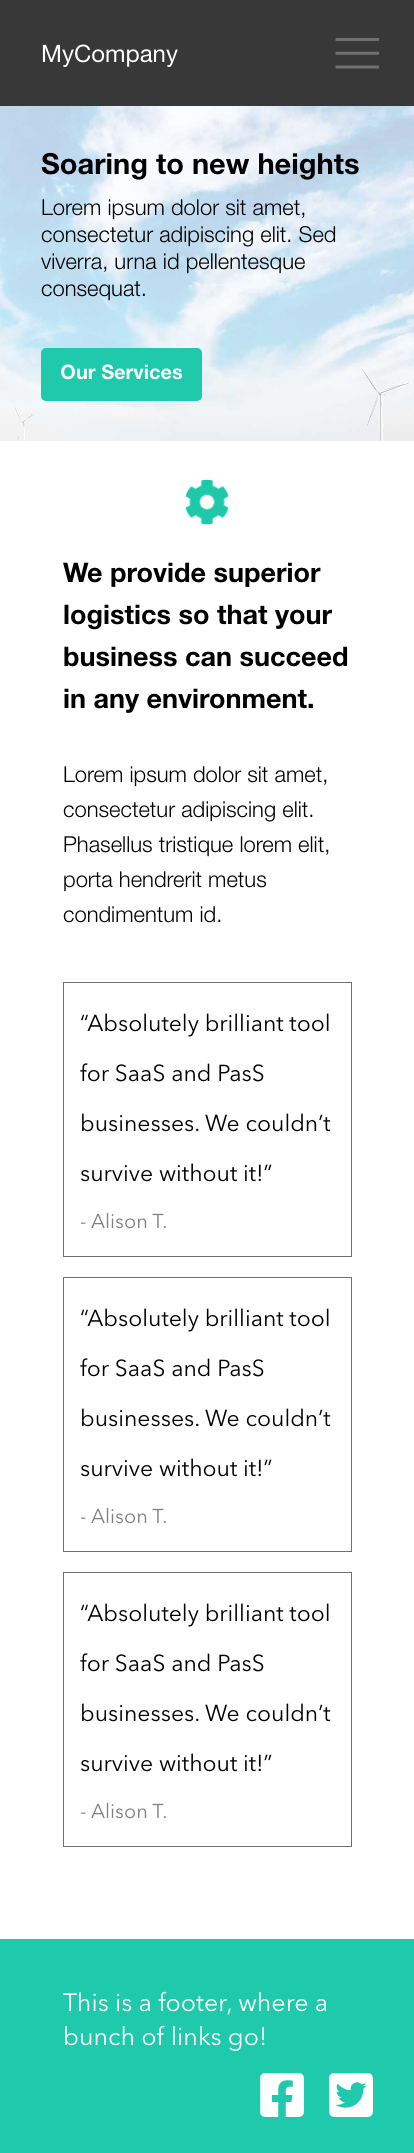 MyCompany
Soaring to new heights
Lorem ipsum dolor sit amet,
consectetur adipiscing elit. Sed
viverra, urna id pellentesque
consequat.
Our Services
We provide superior
logistics so that your
business can succeed
in any environment.
Lorem ipsum dolor sit amet,
consectetur adipiscing elit.
Phasellus tristique lorem elit,
porta hendrerit metus
condimentum id.
“Absolutely brilliant tool
for SaaS and PasS
businesses. We couldn’t
survive without it!”
- Alison T.
“Absolutely brilliant tool
for SaaS and PasS
businesses. We couldn’t
survive without it!”
- Alison T.
“Absolutely brilliant tool
for SaaS and PasS
businesses. We couldn’t
survive without it!”
- Alison T.
This is a footer, where a
bunch of links go!